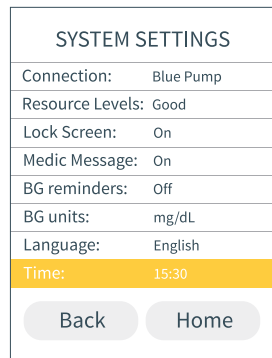 SYSTEM SETTINGS
Connection: Blue Pump
Resource Levels: Good
Lock Screen: On
Medic Message: On
BG reminders: Off
BG units: mg/dL
Language: English
Time: 15:30
Back Home